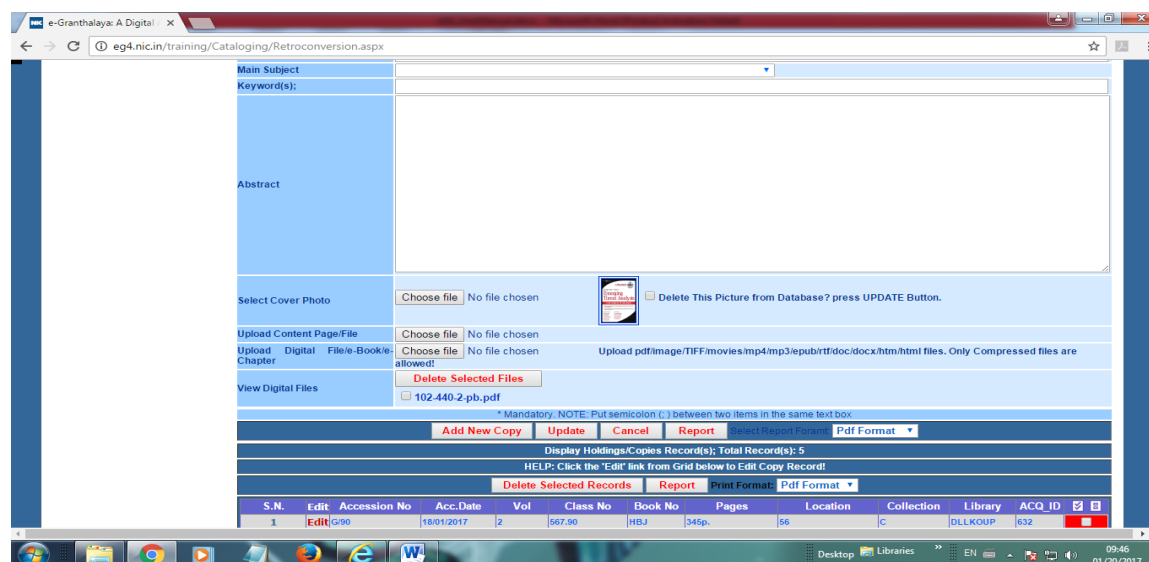 e-Granthalaya: A Digital
eg4.nic.in/training/Cataloging/Retroconversion.aspx
Main Subject
Keyword(s);
Abstract
Select Cover Photo Choose file No file chosen Emerging Threat Analysis Delete This Picture from Database? press UPDATE Button.
Upload Content Page/File Choose file No file chosen
Upload Digital File/e-Book/e- Choose file No file chosen Upload pdf/image/TIFF/movies/mp4/mp3/epub/rtf/doc/docx/htm/html files. Only Compressed files are
Chapter allowed!
View Digital Files Delete Selected Files
102-440-2-pb.pdf
* Mandatory. NOTE: Put semicolon (; ) between two items in the same text box
Add New Copy Update Cancel Report Select Report Foramt: Pdf Format
Display Holdings/Copies Record(s); Total Record(s): 5
HELP: Click the 'Edit' link from Grid below to Edit Copy Record!
Delete Selected Records Report Print Format: Pdf Format
S.N. Edit Accession No Acc.Date Vol Class No Book No Pages Location Collection Library ACQ_ID
1 Edit G/90 18/01/2017 2 567.90 HBJ 345p. 56 C DLLKOUP 632
Desktop Libraries » EN 09:46
01/20/2017